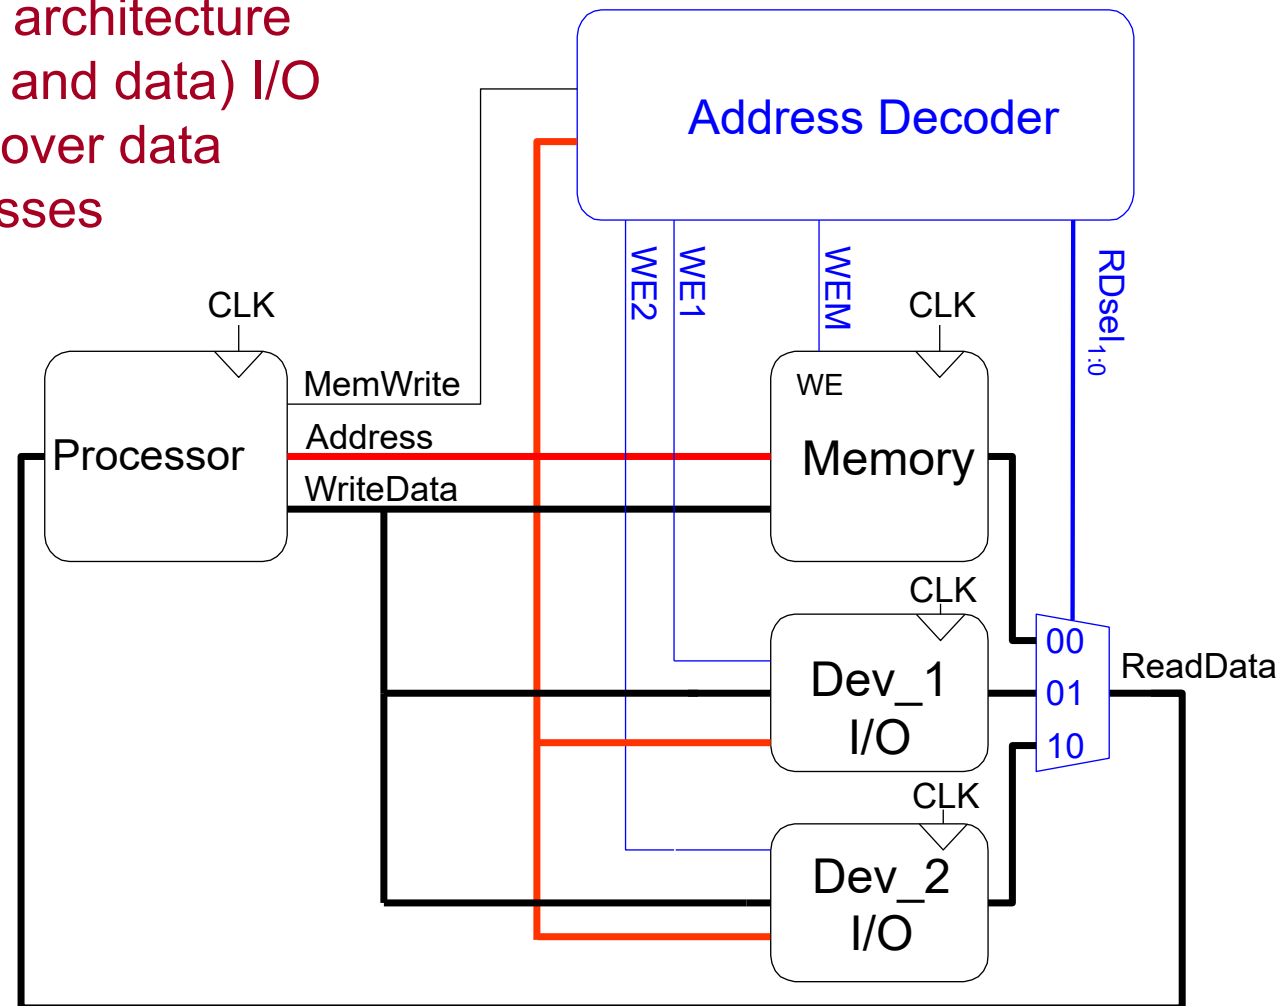 architecture
and data) I/O
over data
sses
Address Decoder
WE2
WE1
WEM
RDsel1:0
CLK
CLK
MemWrite
WE
Address
Processor
Memory
WriteData
CLK
00
Dev_1
I/O
ReadData
01
10
CLK
Dev_2
I/O